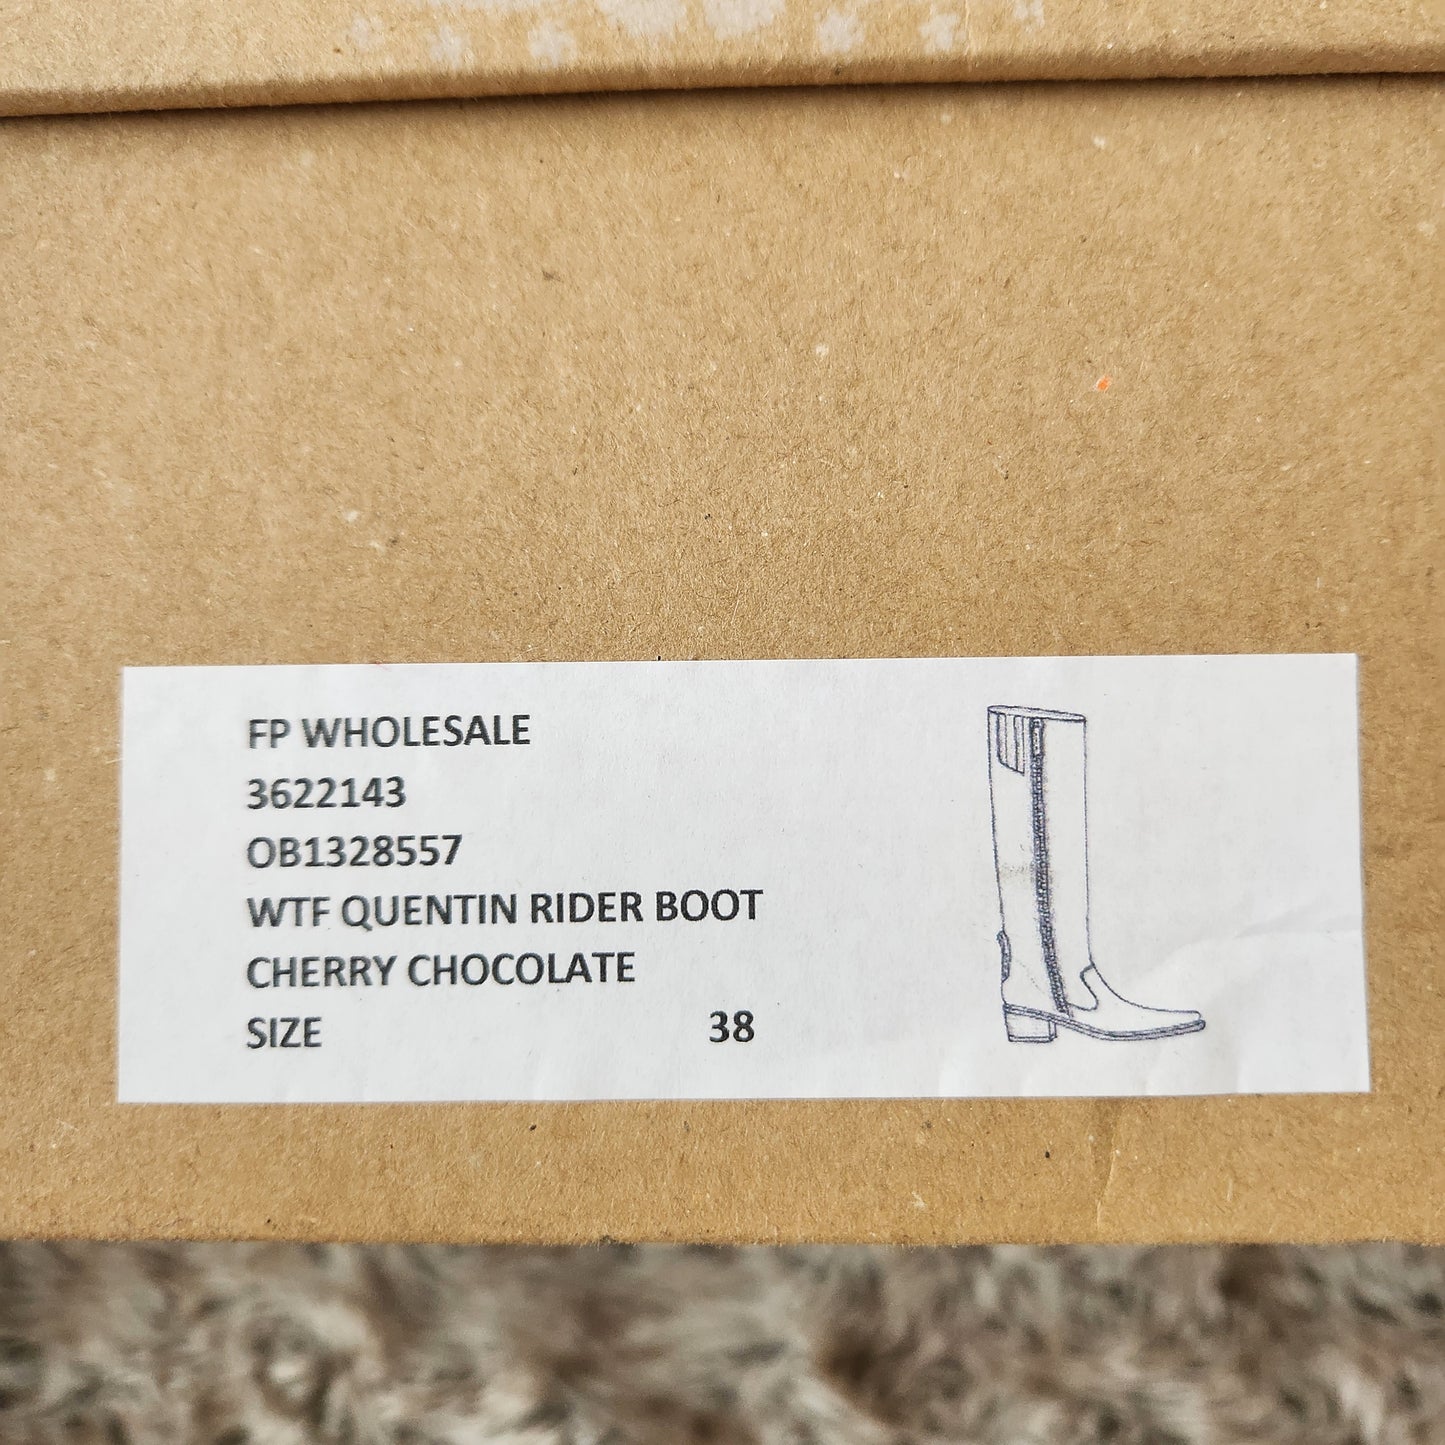 FP WHOLESALE
3622143
OB1328557
WTF QUENTIN RIDER BOOT
CHERRY CHOCOLATE
SIZE 38